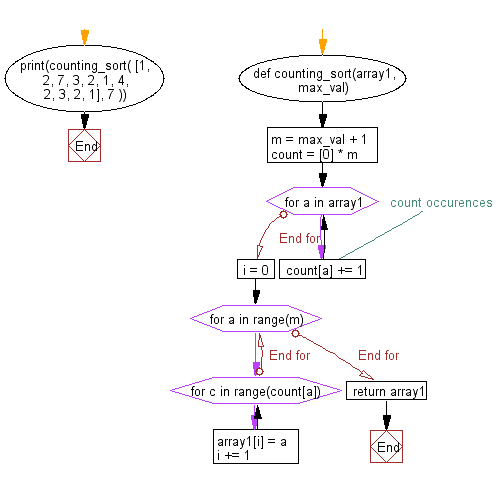 print(counting_sort( [1,
2, 7, 3, 2, 1, 4,
2, 3, 2, 1], 7 ))
End
def counting_sort(array1,
max_val)
m = max_val + 1
count = [0] * m
for a in array1
count occurences
End for
i = 0
count[a] += 1
for a in range(m)
End for
End for
for c in range(count[a])
return array1
array1[i] = a
i += 1
End